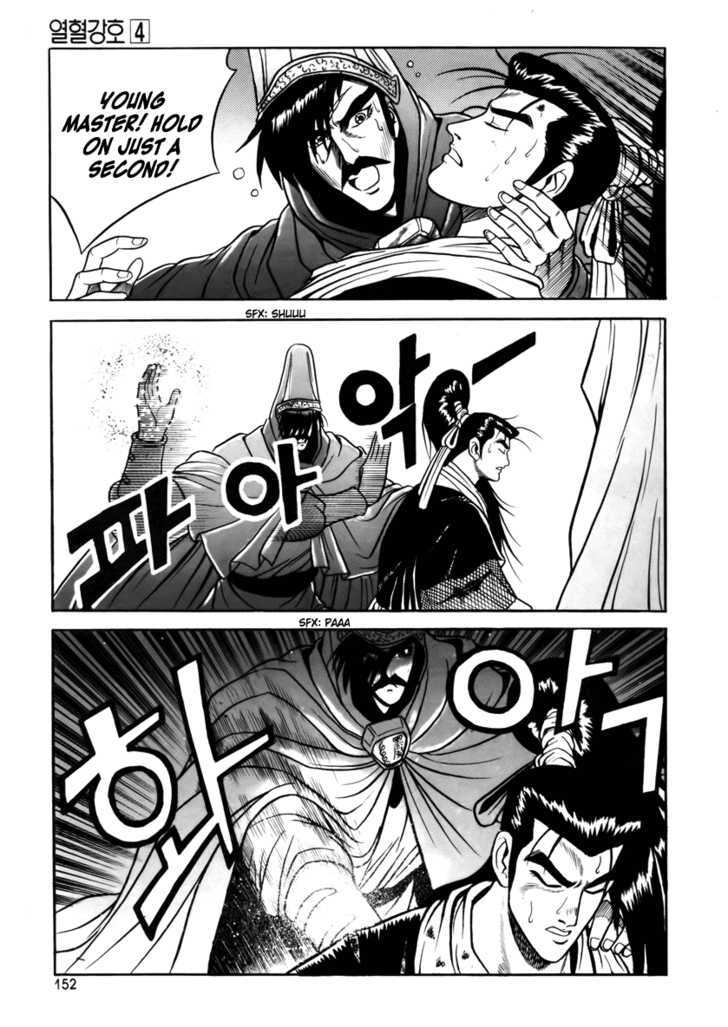 열혈강호 4
YOUNG
MASTER! HOLD
ON JUST A
SECOND!
SFX: SHUUU
파아악
SFX: PAAA
화아
152